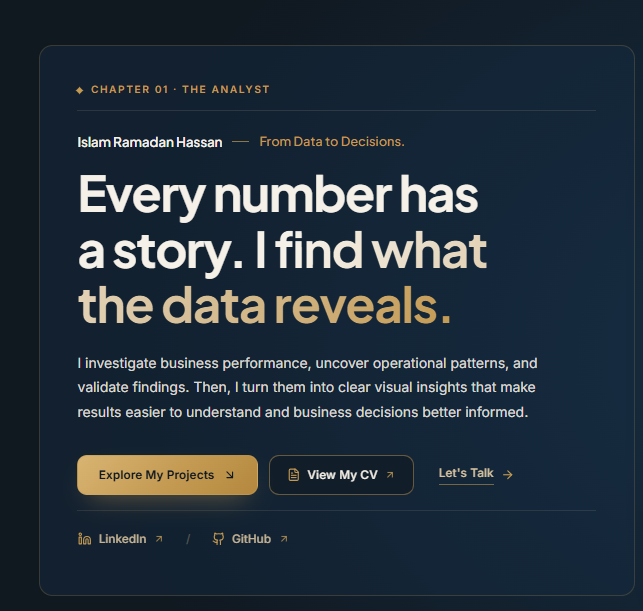 ◆ CHAPTER 01 · THE ANALYST
Islam Ramadan Hassan — From Data to Decisions.
Every number has
a story. I find what
the data reveals.
I investigate business performance, uncover operational patterns, and
validate findings. Then, I turn them into clear visual insights that make
results easier to understand and business decisions better informed.
Explore My Projects ↘ View My CV ↗ Let's Talk →
LinkedIn ↗ / GitHub ↗